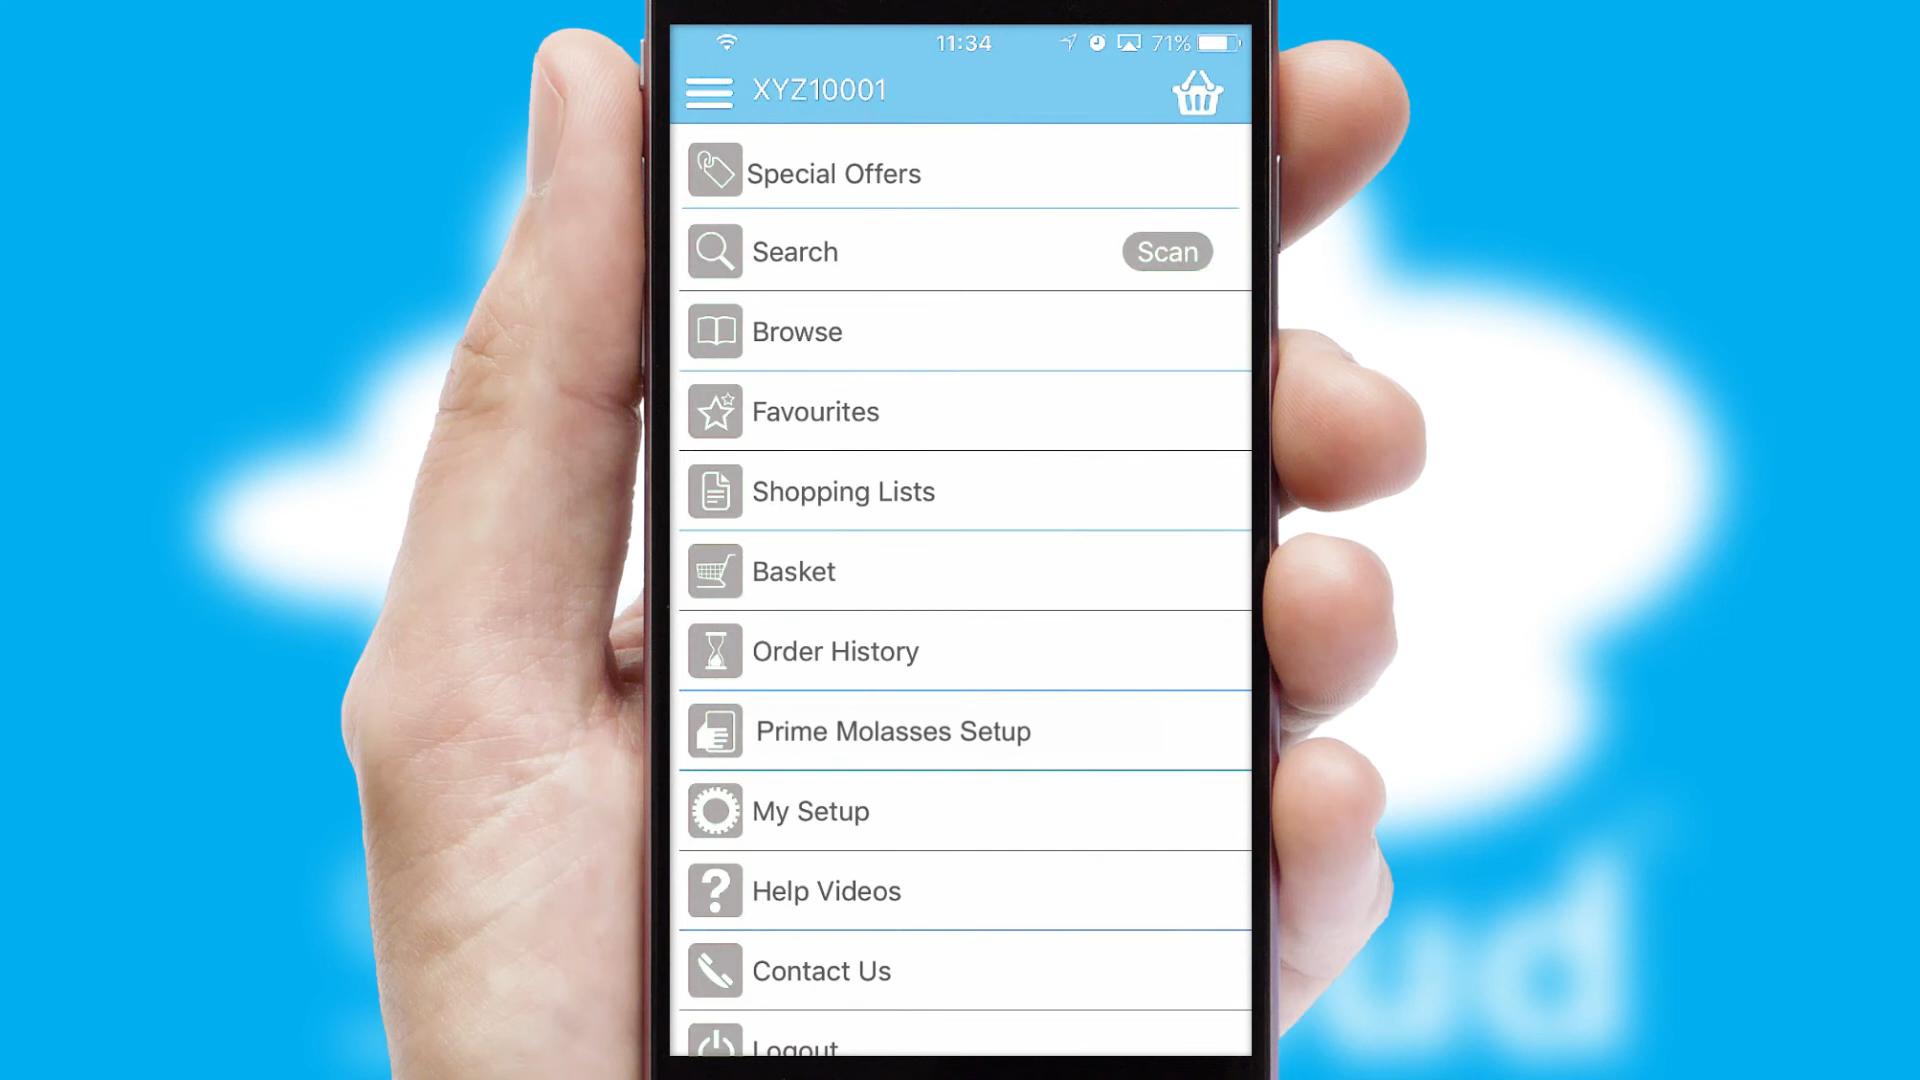 11:34
71%
XYZ10001
Special Offers
Search
Scan
Browse
Favourites
Shopping Lists
Basket
Order History
Prime Molasses Setup
My Setup
Help Videos
Contact Us
Logout
ud